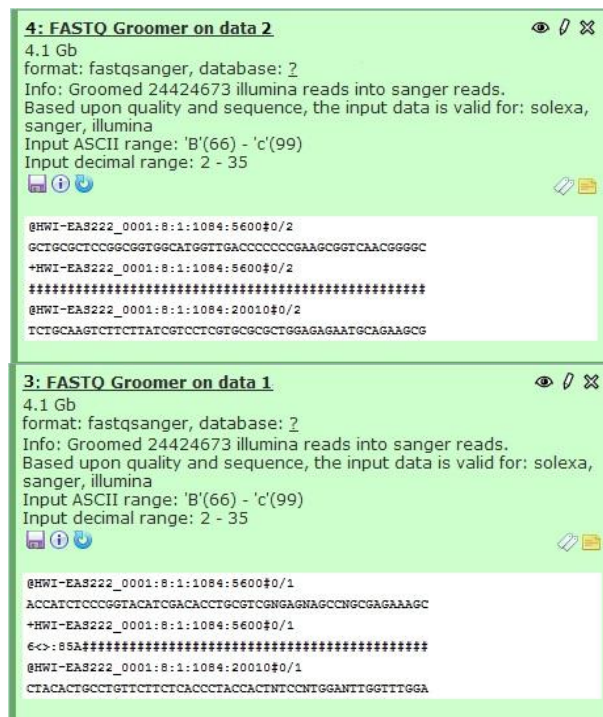 4: FASTQ Groomer on data 2
4.1 Gb
format: fastqsanger, database: ?
Info: Groomed 24424673 illumina reads into sanger reads.
Based upon quality and sequence, the input data is valid for: solexa,
sanger, illumina
Input ASCII range: 'B'(66) - 'c'(99)
Input decimal range: 2 - 35
@HWI-EAS222_0001:8:1:1084:5600#0/2
GCTGCGCTCCGGCGGTGGCATGGTTGACCCCCCCGAAGCGGTCAACGGGGC
+HWI-EAS222_0001:8:1:1084:5600#0/2
###################################################
@HWI-EAS222_0001:8:1:1084:20010#0/2
TCTGCAAGTCTTCTTATCGTCCTCGTGCGCGCTGGAGAGAATGCAGAAGCG
3: FASTQ Groomer on data 1
4.1 Gb
format: fastqsanger, database: ?
Info: Groomed 24424673 illumina reads into sanger reads.
Based upon quality and sequence, the input data is valid for: solexa,
sanger, illumina
Input ASCII range: 'B'(66) - 'c'(99)
Input decimal range: 2 - 35
@HWI-EAS222_0001:8:1:1084:5600#0/1
ACCATCTCCCGGTACATCGACACCTGCGTCGNGAGNAGCCNGCGAGAAAGC
+HWI-EAS222_0001:8:1:1084:5600#0/1
6<>:85A############################################
@HWI-EAS222_0001:8:1:1084:20010#0/1
CTACACTGCCTGTTCTTCTCACCCTACCACTNTCCNTGGANTTGGTTTGGA